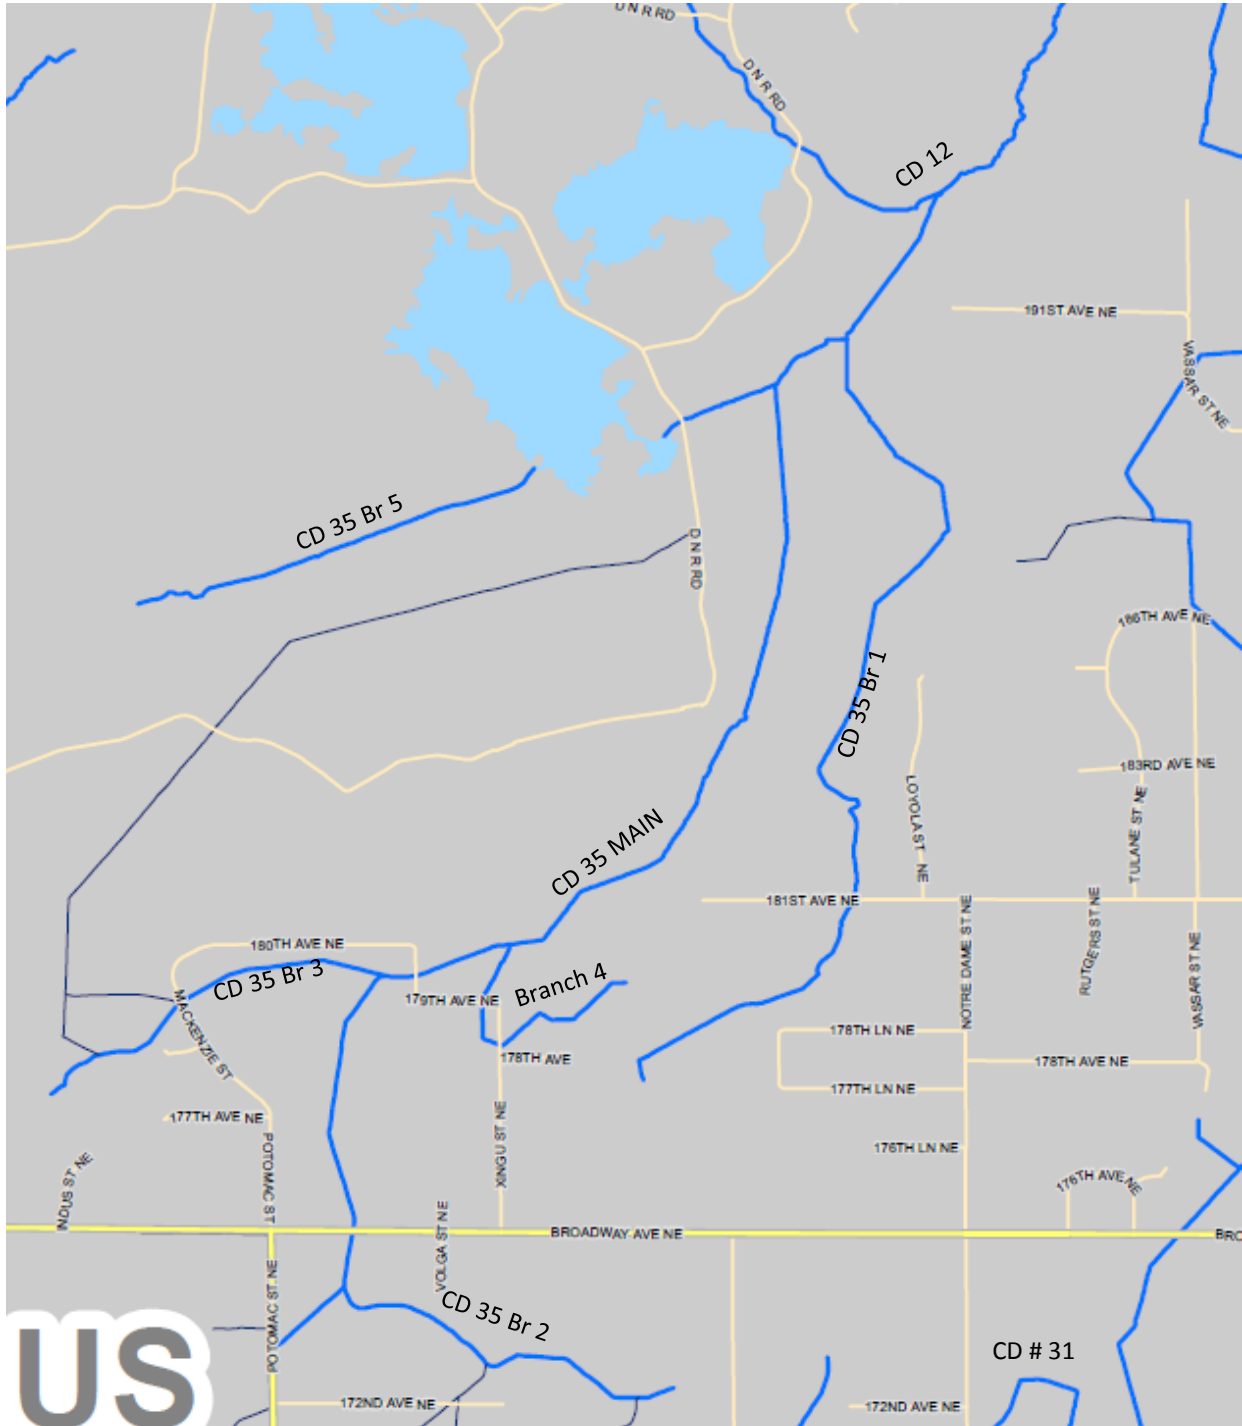 D N R RD
D N R RD
CD 12
191ST AVE NE
VASSAR ST NE
CD 35 Br 5
D N R RD
186TH AVE NE
CD 35 Br 1
183RD AVE NE
LOYOLA ST NE
TULANE ST NE
CD 35 MAIN
181ST AVE NE
RUTGERS ST NE
NOTRE DAME ST NE
VASSAR ST NE
180TH AVE NE
CD 35 Br 3
Branch 4
179TH AVE NE
MACKENZIE ST
178TH LN NE
178TH AVE
178TH AVE NE
177TH LN NE
177TH AVE NE
POTOMAC ST NE
XINGU ST NE
176TH LN NE
176TH AVE NE
INDUS ST NE
VOLGA ST NE
BROADWAY AVE NE
BRO
POTOMAC ST NE
CD 35 Br 2
CD # 31
US
172ND AVE NE
172ND AVE NE